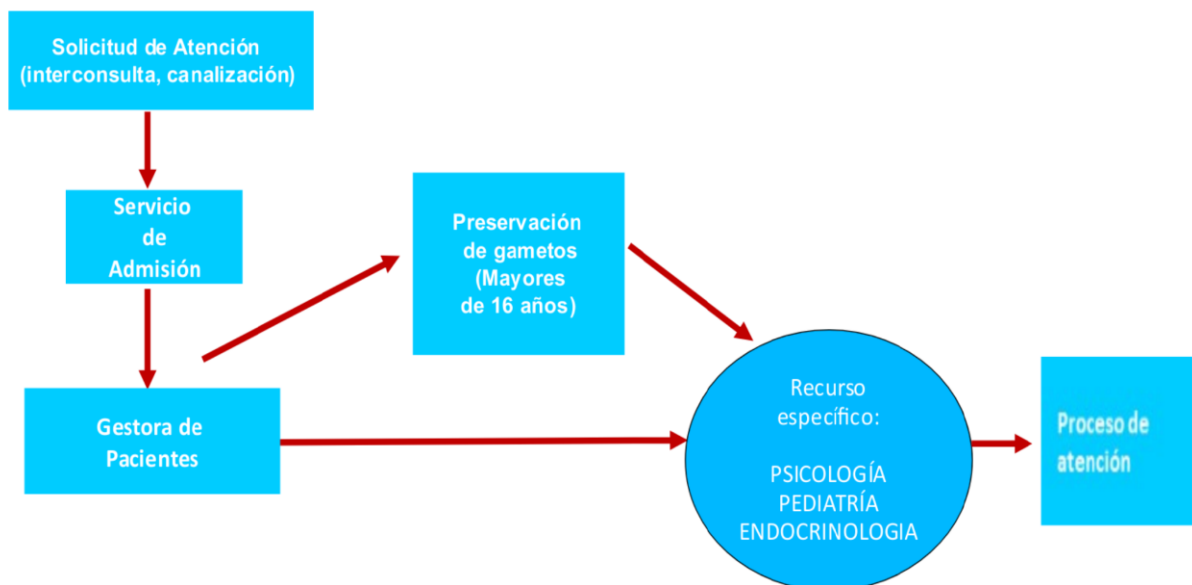 Solicitud de Atención
(interconsulta, canalización)
Servicio
de
Admisión
Gestora de
Pacientes
Preservación
de gametos
(Mayores
de 16 años)
Recurso
específico:
PSICOLOGÍA
PEDIATRÍA
ENDOCRINOLOGIA
Proceso de
atención